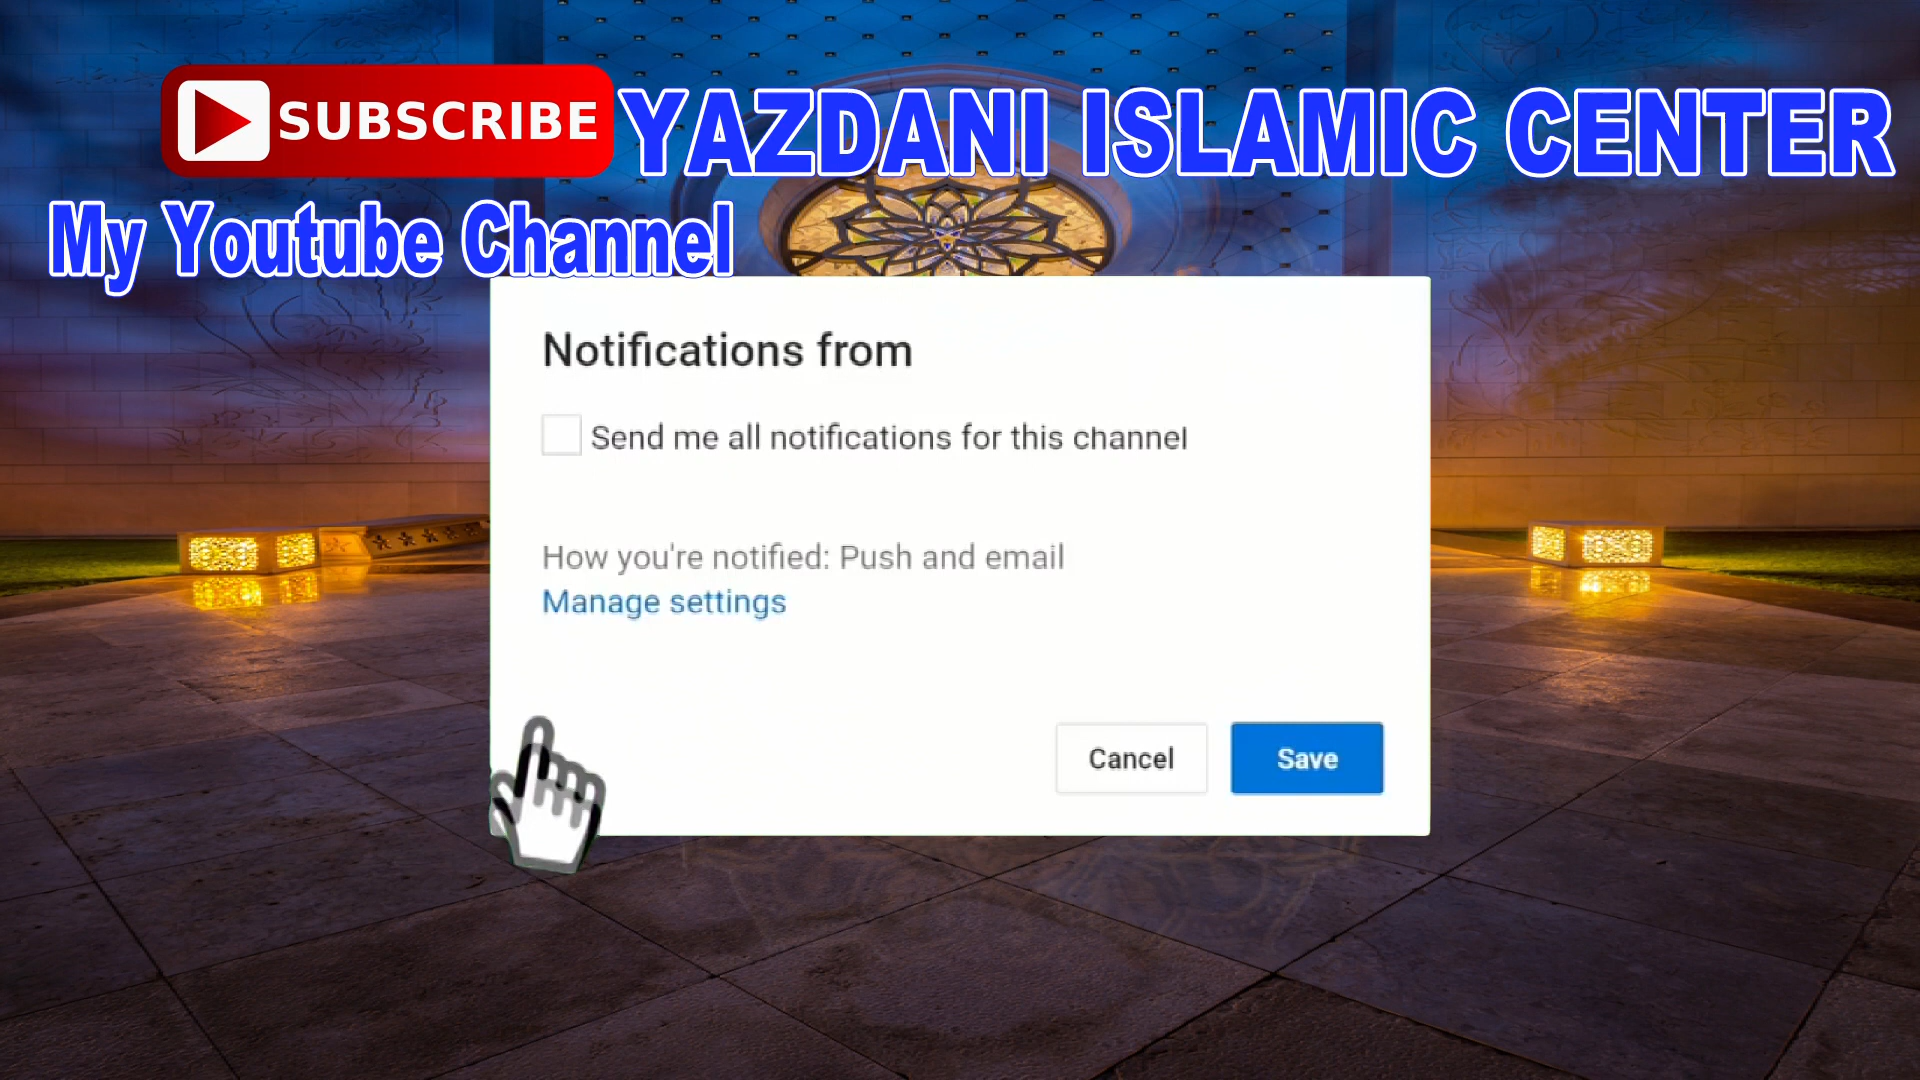 SUBSCRIBE YAZDANI ISLAMIC CENTER
My Youtube Channel
Notifications from
Send me all notifications for this channel
How you're notified: Push and email
Manage settings
Cancel Save